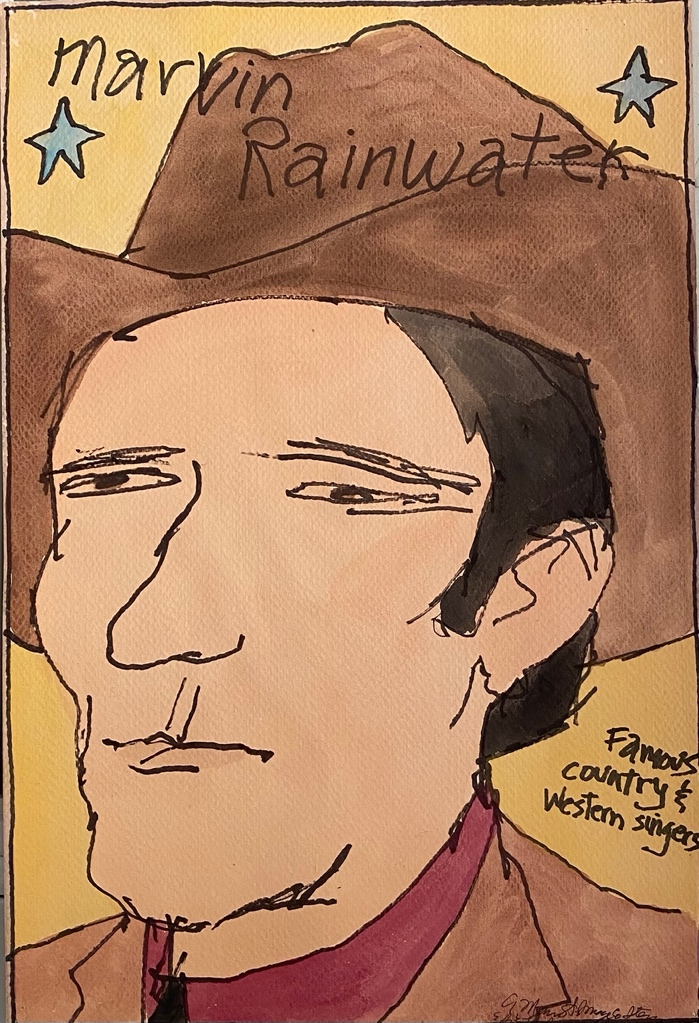 Marvin
Rainwater
Famous
country &
Western singers